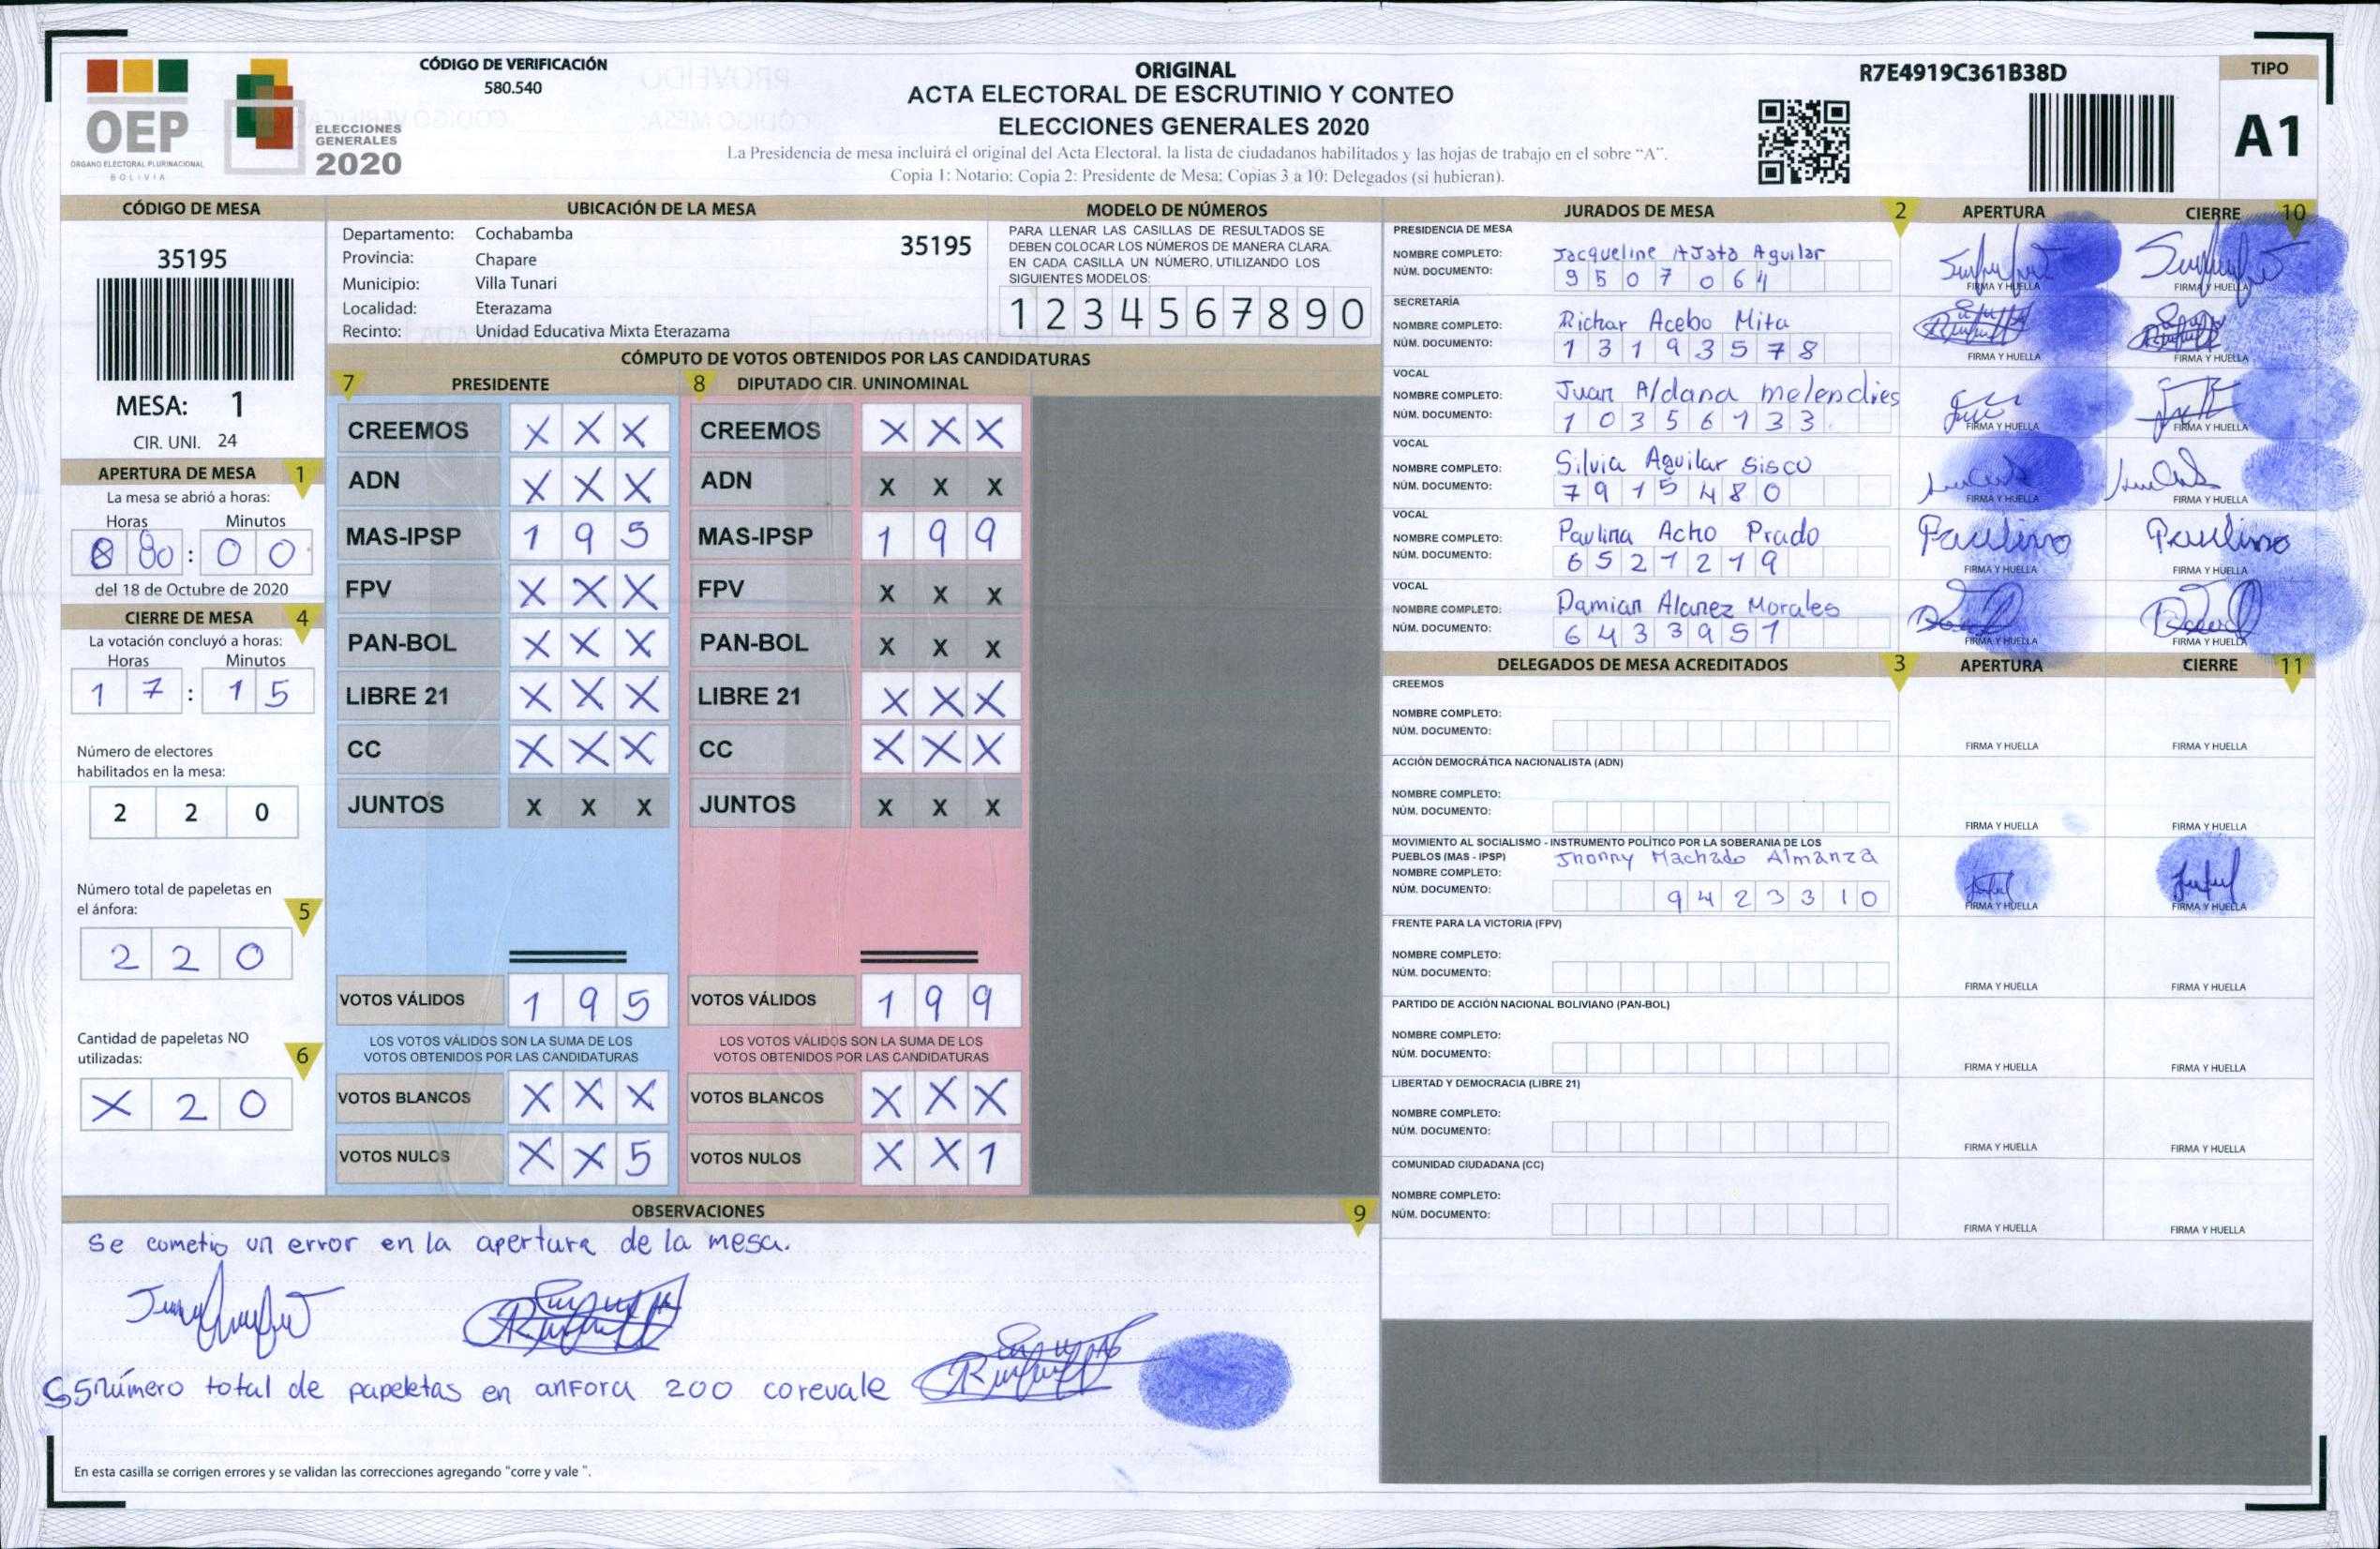 OEP
ÓRGANO ELECTORAL PLURINACIONAL
BOLIVIA
ELECCIONES
GENERALES
2020
CÓDIGO DE VERIFICACIÓN
580.540
ORIGINAL
ACTA ELECTORAL DE ESCRUTINIO Y CONTEO
ELECCIONES GENERALES 2020
La Presidencia de mesa incluirá el original del Acta Electoral, la lista de ciudadanos habilitados y las hojas de trabajo en el sobre "A".
Copia 1: Notario; Copia 2: Presidente de Mesa; Copias 3 a 10: Delegados (si hubieran).
R7E4919C361B38D
TIPO
A1
CÓDIGO DE MESA
35195
MESA: 1
CIR. UNI. 24
APERTURA DE MESA 1
La mesa se abrió a horas:
Horas Minutos
: 0 0
del 18 de Octubre de 2020
CIERRE DE MESA 4
La votación concluyó a horas:
Horas Minutos
1 7 : 1 5
Número de electores
habilitados en la mesa:
2 2 0
Número total de papeletas en
el ánfora: 5
2 2 0
Cantidad de papeletas NO
utilizadas: 6
X 2 0
UBICACIÓN DE LA MESA
Departamento: Cochabamba
35195
Provincia: Chapare
Municipio: Villa Tunari
Localidad: Eterazama
Recinto: Unidad Educativa Mixta Eterazama
MODELO DE NÚMEROS
PARA LLENAR LAS CASILLAS DE RESULTADOS SE
DEBEN COLOCAR LOS NÚMEROS DE MANERA CLARA.
EN CADA CASILLA UN NÚMERO, UTILIZANDO LOS
SIGUIENTES MODELOS:
1 2 3 4 5 6 7 8 9 0
CÓMPUTO DE VOTOS OBTENIDOS POR LAS CANDIDATURAS
7 PRESIDENTE
CREEMOS X X X
ADN X X X
MAS-IPSP 1 9 5
FPV X X X
PAN-BOL X X X
LIBRE 21 X X X
CC X X X
JUNTOS X X X
VOTOS VÁLIDOS 1 9 5
LOS VOTOS VÁLIDOS SON LA SUMA DE LOS
VOTOS OBTENIDOS POR LAS CANDIDATURAS
VOTOS BLANCOS X X X
VOTOS NULOS X X 5
8 DIPUTADO CIR. UNINOMINAL
CREEMOS X X X
ADN X X X
MAS-IPSP 1 9 9
FPV X X X
PAN-BOL X X X
LIBRE 21 X X X
CC X X X
JUNTOS X X X
VOTOS VÁLIDOS 1 9 9
LOS VOTOS VÁLIDOS SON LA SUMA DE LOS
VOTOS OBTENIDOS POR LAS CANDIDATURAS
VOTOS BLANCOS X X X
VOTOS NULOS X X 1
OBSERVACIONES 9
Se cometio un error en la apertura de la mesa.
número total de papeletas en anfora 200 corevale
En esta casilla se corrigen errores y se validan las correcciones agregando "corre y vale ".
JURADOS DE MESA 2 APERTURA CIERRE 10
PRESIDENCIA DE MESA
NOMBRE COMPLETO: Jacqueline AJata Aguilar
NÚM. DOCUMENTO: 9 5 0 7 0 6 4
FIRMA Y HUELLA FIRMA Y HUELLA
SECRETARÍA
NOMBRE COMPLETO: Richar Acebo Mita
NÚM. DOCUMENTO: 1 3 1 9 3 5 7 8
FIRMA Y HUELLA FIRMA Y HUELLA
VOCAL
NOMBRE COMPLETO: Juan Aldana melendres
NÚM. DOCUMENTO: 1 0 3 5 6 1 3 3
FIRMA Y HUELLA FIRMA Y HUELLA
VOCAL
NOMBRE COMPLETO: Silvia Aguilar Sisco
NÚM. DOCUMENTO: 7 9 1 5 4 8 0
FIRMA Y HUELLA FIRMA Y HUELLA
VOCAL
NOMBRE COMPLETO: Paulina Acho Prado
NÚM. DOCUMENTO: 6 5 2 1 2 1 9
Paulina Paulina
FIRMA Y HUELLA FIRMA Y HUELLA
VOCAL
NOMBRE COMPLETO: Damian Alanez Morales
NÚM. DOCUMENTO: 6 4 3 3 9 5 1
FIRMA Y HUELLA FIRMA Y HUELLA
DELEGADOS DE MESA ACREDITADOS 3 APERTURA CIERRE 11
CREEMOS
NOMBRE COMPLETO:
NÚM. DOCUMENTO:
FIRMA Y HUELLA FIRMA Y HUELLA
ACCIÓN DEMOCRÁTICA NACIONALISTA (ADN)
NOMBRE COMPLETO:
NÚM. DOCUMENTO:
FIRMA Y HUELLA FIRMA Y HUELLA
MOVIMIENTO AL SOCIALISMO - INSTRUMENTO POLÍTICO POR LA SOBERANIA DE LOS
PUEBLOS (MAS - IPSP) Jhonny Machado Almanza
NOMBRE COMPLETO:
NÚM. DOCUMENTO: 9 4 2 3 3 1 0
FIRMA Y HUELLA FIRMA Y HUELLA
FRENTE PARA LA VICTORIA (FPV)
NOMBRE COMPLETO:
NÚM. DOCUMENTO:
FIRMA Y HUELLA FIRMA Y HUELLA
PARTIDO DE ACCIÓN NACIONAL BOLIVIANO (PAN-BOL)
NOMBRE COMPLETO:
NÚM. DOCUMENTO:
FIRMA Y HUELLA FIRMA Y HUELLA
LIBERTAD Y DEMOCRACIA (LIBRE 21)
NOMBRE COMPLETO:
NÚM. DOCUMENTO:
FIRMA Y HUELLA FIRMA Y HUELLA
COMUNIDAD CIUDADANA (CC)
NOMBRE COMPLETO:
NÚM. DOCUMENTO:
FIRMA Y HUELLA FIRMA Y HUELLA